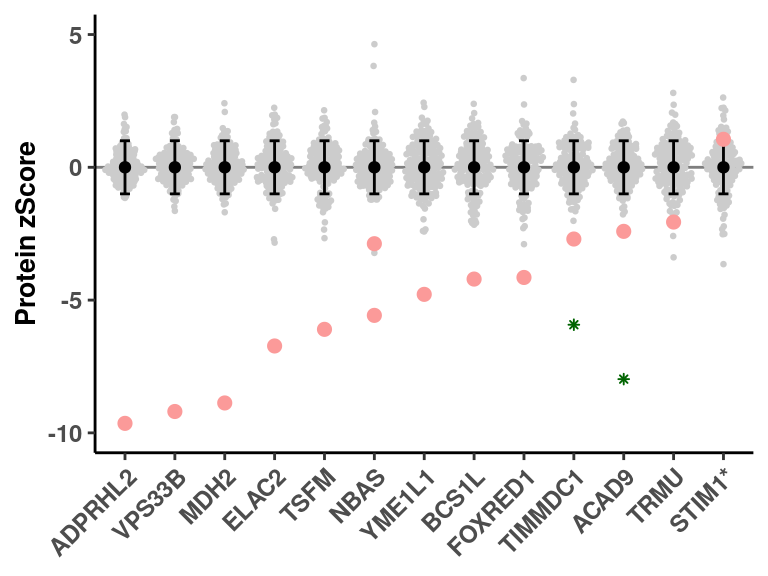 Protein zScore
5
0
-5
-10
ADPRHL2
VPS33B
MDH2
ELAC2
TSFM
NBAS
YME1L1
BCS1L
FOXRED1
TIMMDC1
ACAD9
TRMU
STIM1*